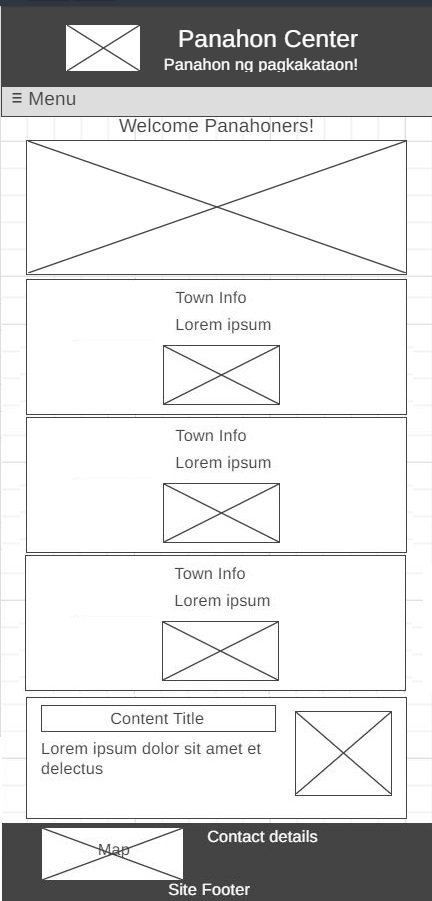 Panahon Center
Panahon ng pagkakataon!
☰ Menu
Welcome Panahoners!
Town Info
Lorem ipsum
Town Info
Lorem ipsum
Town Info
Lorem ipsum
Content Title
Lorem ipsum dolor sit amet et
delectus
Map
Contact details
Site Footer